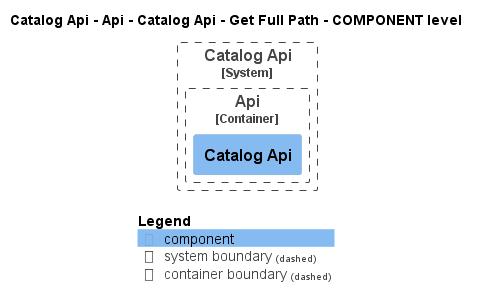 Catalog Api - Api - Catalog Api - Get Full Path - COMPONENT level
Catalog Api
[System]
Api
[Container]
Catalog Api
Legend
component
system boundary (dashed)
container boundary (dashed)